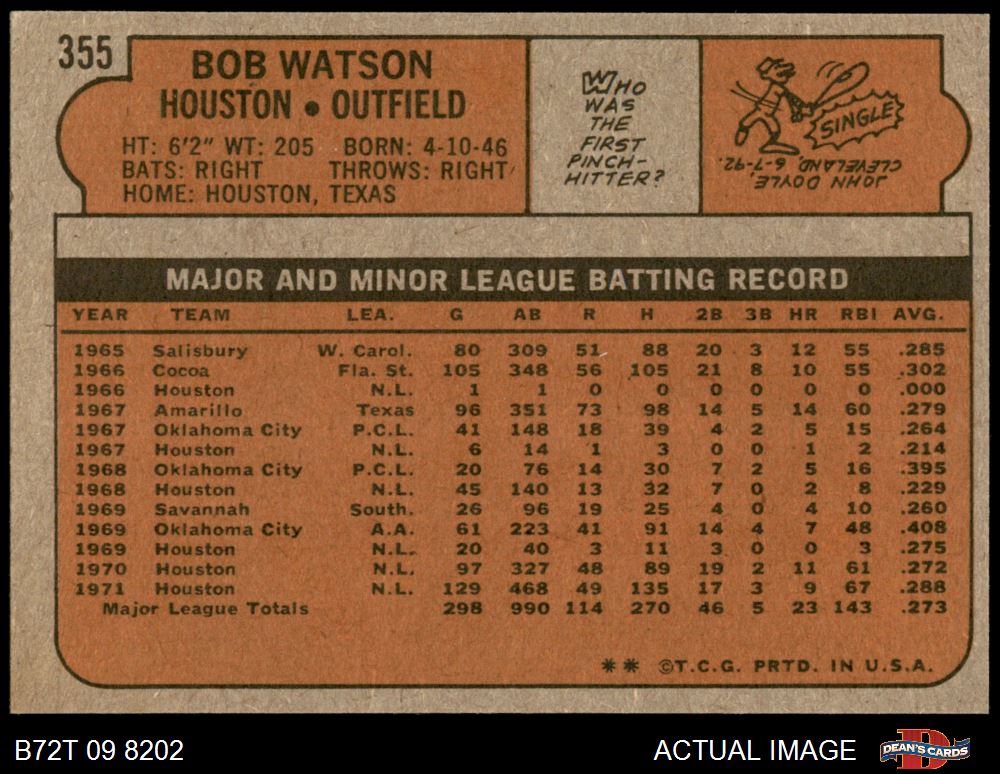 355
BOB WATSON
HOUSTON • OUTFIELD
HT: 6'2" WT: 205 BORN: 4-10-46
BATS: RIGHT THROWS: RIGHT
HOME: HOUSTON, TEXAS
WHO
WAS
THE
FIRST
PINCH-
HITTER?
SINGLE
JOHN DOYLE,
CLEVELAND, 6-7-92.
MAJOR AND MINOR LEAGUE BATTING RECORD
YEAR TEAM LEA. G AB R H 2B 3B HR RBI AVG.
1965 Salisbury W. Carol. 80 309 51 88 20 3 12 55 .285
1966 Cocoa Fla. St. 105 348 56 105 21 8 10 55 .302
1966 Houston N.L. 1 1 0 0 0 0 0 0 .000
1967 Amarillo Texas 96 351 73 98 14 5 14 60 .279
1967 Oklahoma City P.C.L. 41 148 18 39 4 2 5 15 .264
1967 Houston N.L. 6 14 1 3 0 0 1 2 .214
1968 Oklahoma City P.C.L. 20 76 14 30 7 2 5 16 .395
1968 Houston N.L. 45 140 13 32 7 0 2 8 .229
1969 Savannah South. 26 96 19 25 4 0 4 10 .260
1969 Oklahoma City A.A. 61 223 41 91 14 4 7 48 .408
1969 Houston N.L. 20 40 3 11 3 0 0 3 .275
1970 Houston N.L. 97 327 48 89 19 2 11 61 .272
1971 Houston N.L. 129 468 49 135 17 3 9 67 .288
Major League Totals 298 990 114 270 46 5 23 143 .273
** ©T.C.G. PRTD. IN U.S.A.
B72T 09 8202
ACTUAL IMAGE
DEAN'S CARDS